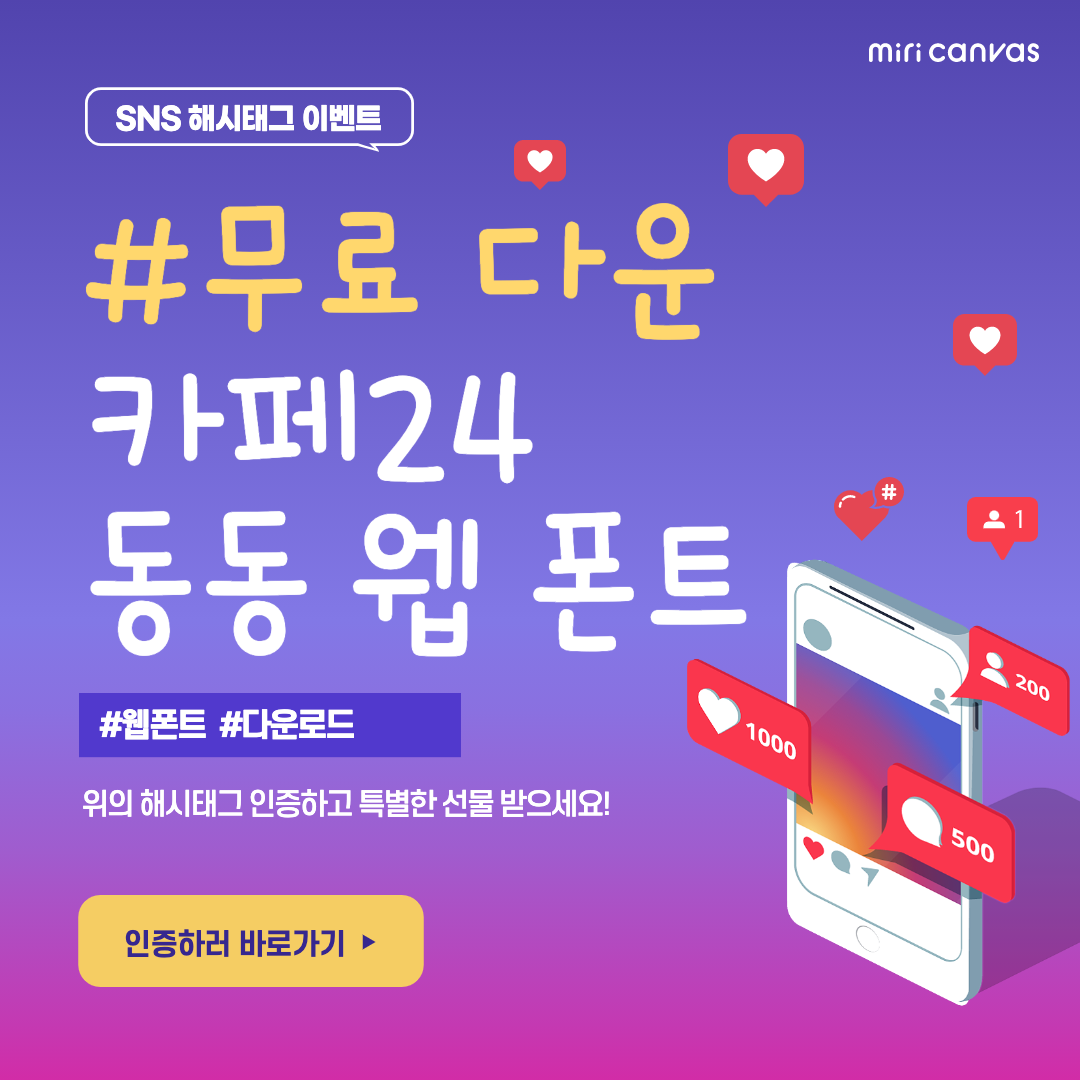 miri canvas
SNS 해시태그 이벤트
#무료 다운
카페24
동동 웹 폰트
#웹폰트 #다운로드
위의 해시태그 인증하고 특별한 선물 받으세요!
인증하러 바로가기 ▶
#
1
200
1000
500